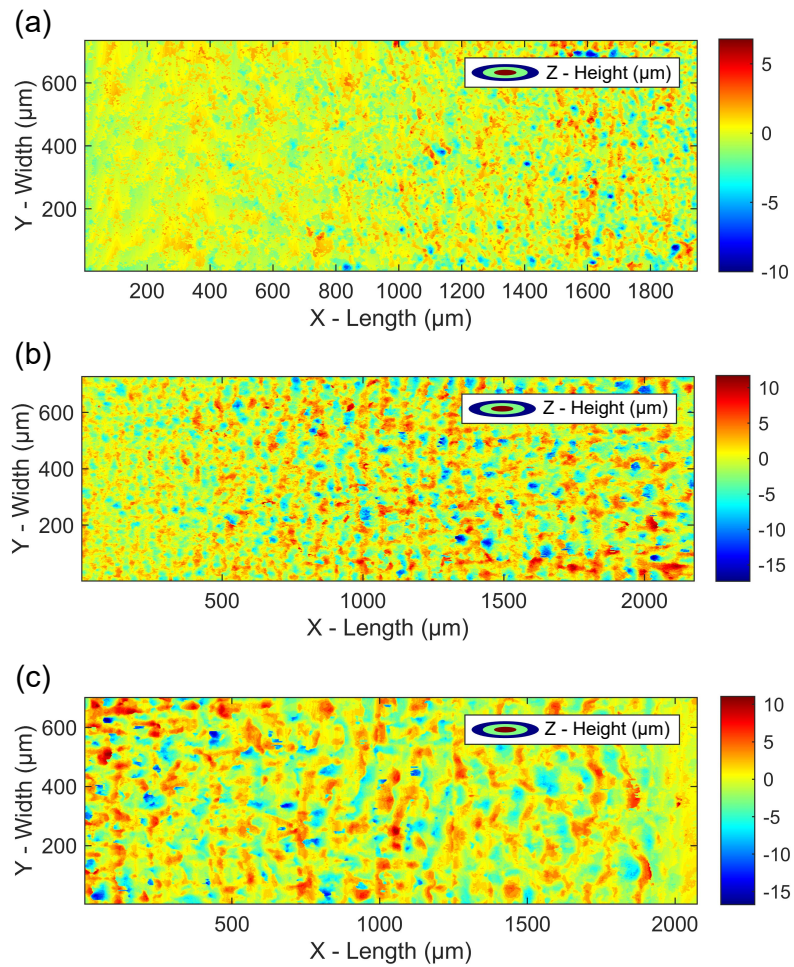 (a)
Z - Height (µm)
600
400
200
Y - Width (µm)
200 400 600 800 1000 1200 1400 1600 1800
X - Length (µm)
5
0
-5
-10
(b)
Z - Height (µm)
600
400
200
Y - Width (µm)
500 1000 1500 2000
X - Length (µm)
10
5
0
-5
-10
-15
(c)
Z - Height (µm)
600
400
200
Y - Width (µm)
500 1000 1500 2000
X - Length (µm)
10
5
0
-5
-10
-15